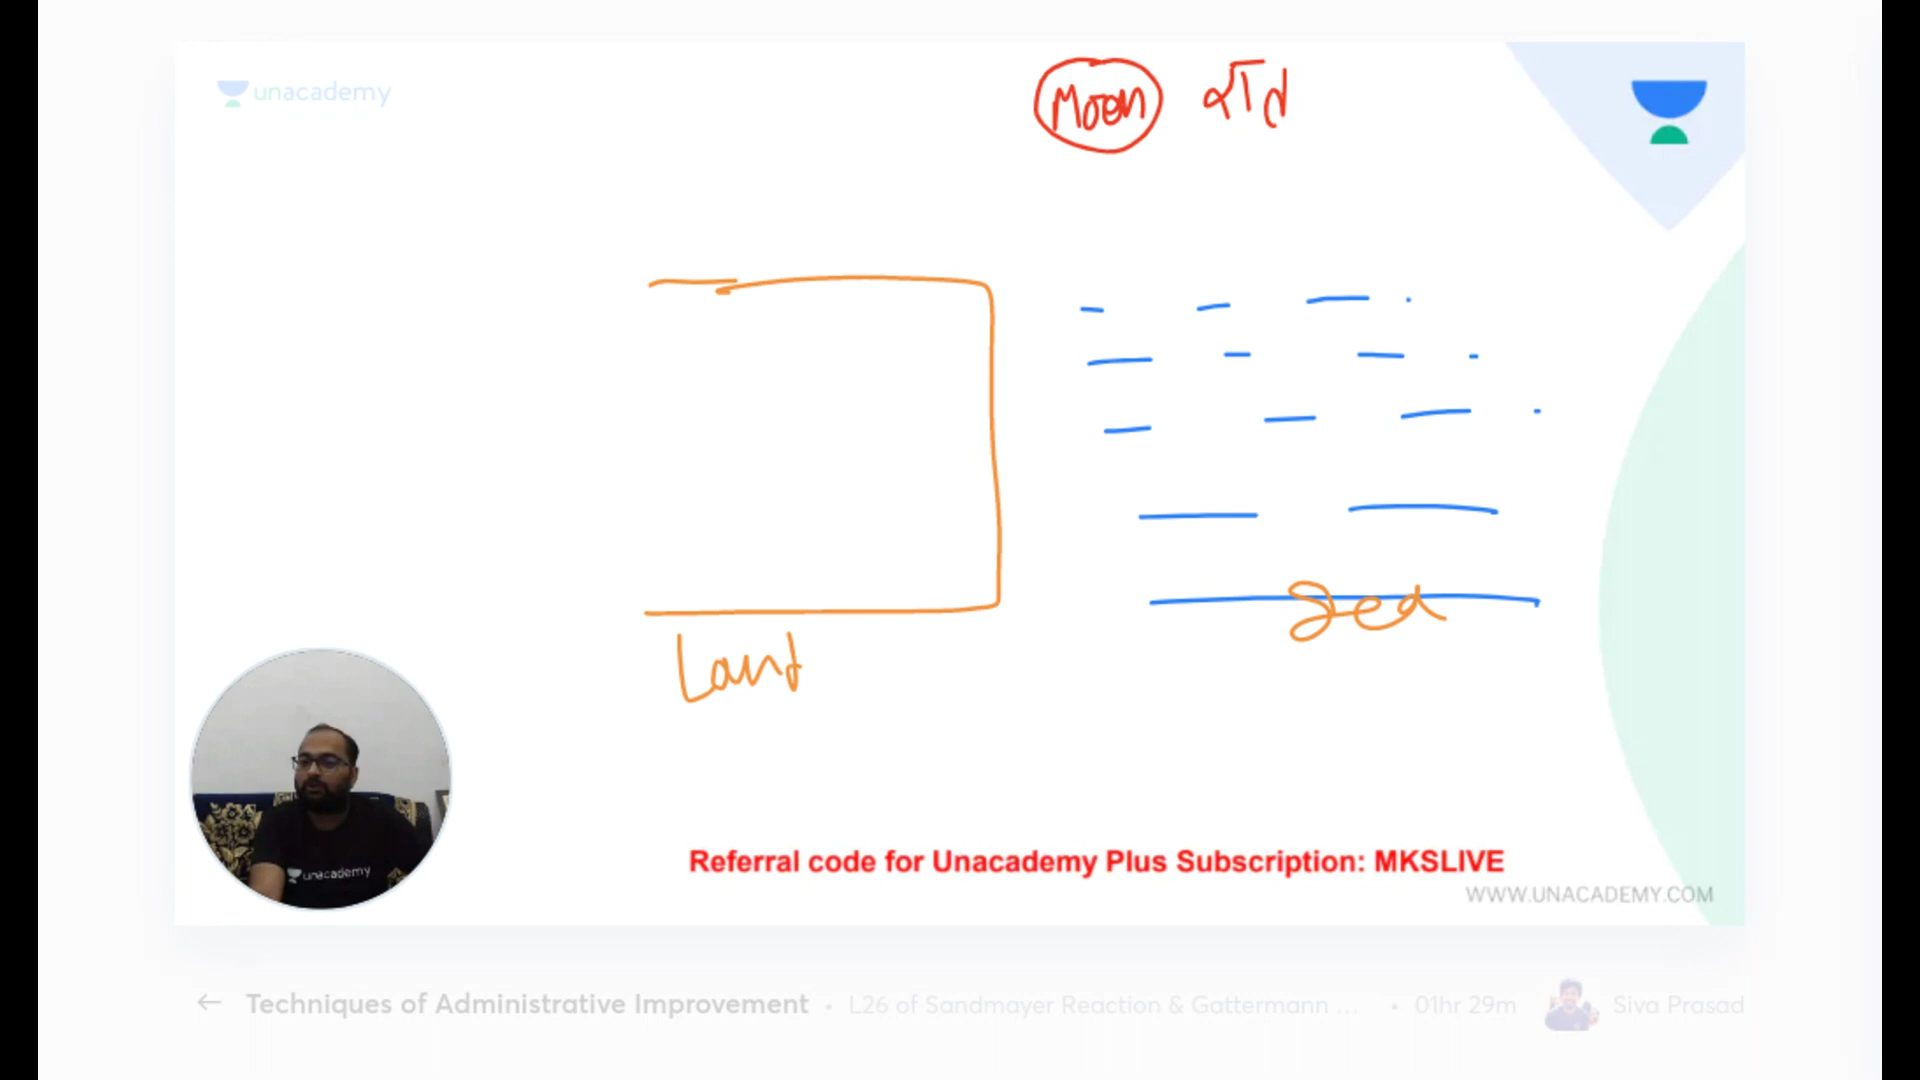 unacademy
Moon रात
Sea
Land
unacademy
Referral code for Unacademy Plus Subscription: MKSLIVE
WWW.UNACADEMY.COM
← Techniques of Administrative Improvement • L26 of Sandmayer Reaction & Gattermann ... • 01hr 29m Siva Prasad